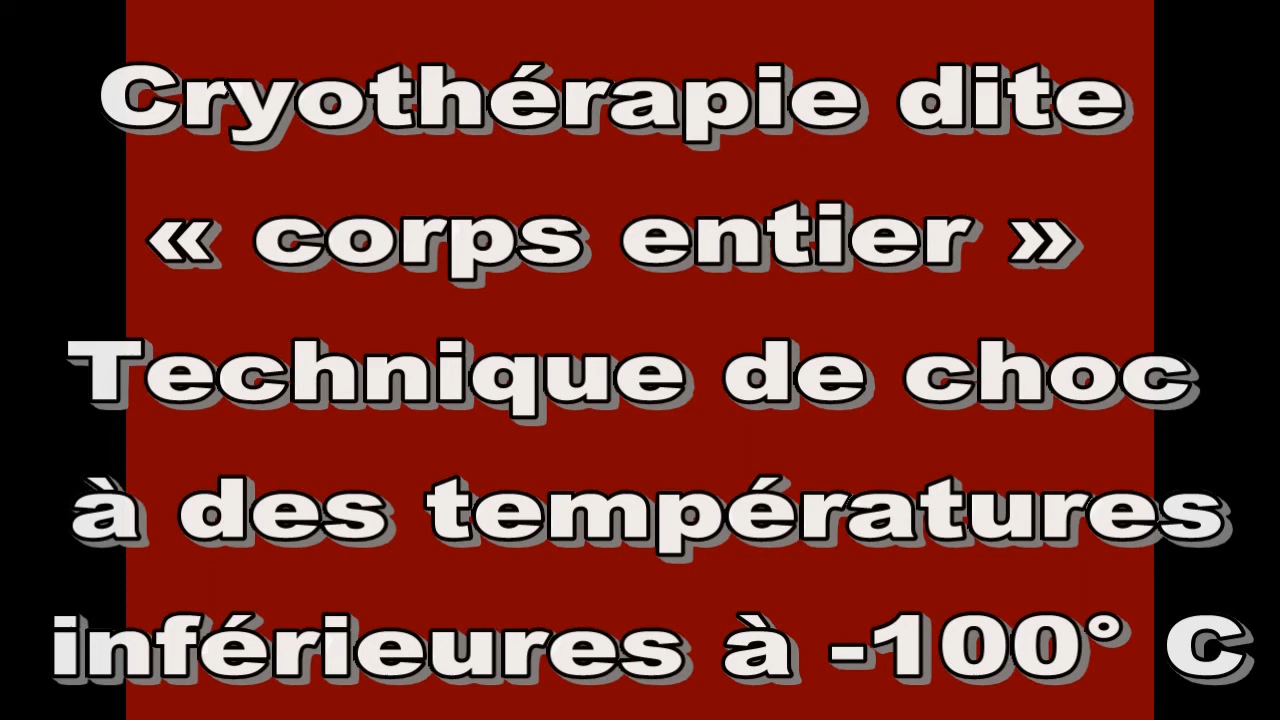 Cryothérapie dite
« corps entier »
Technique de choc
à des températures
inférieures à -100° C